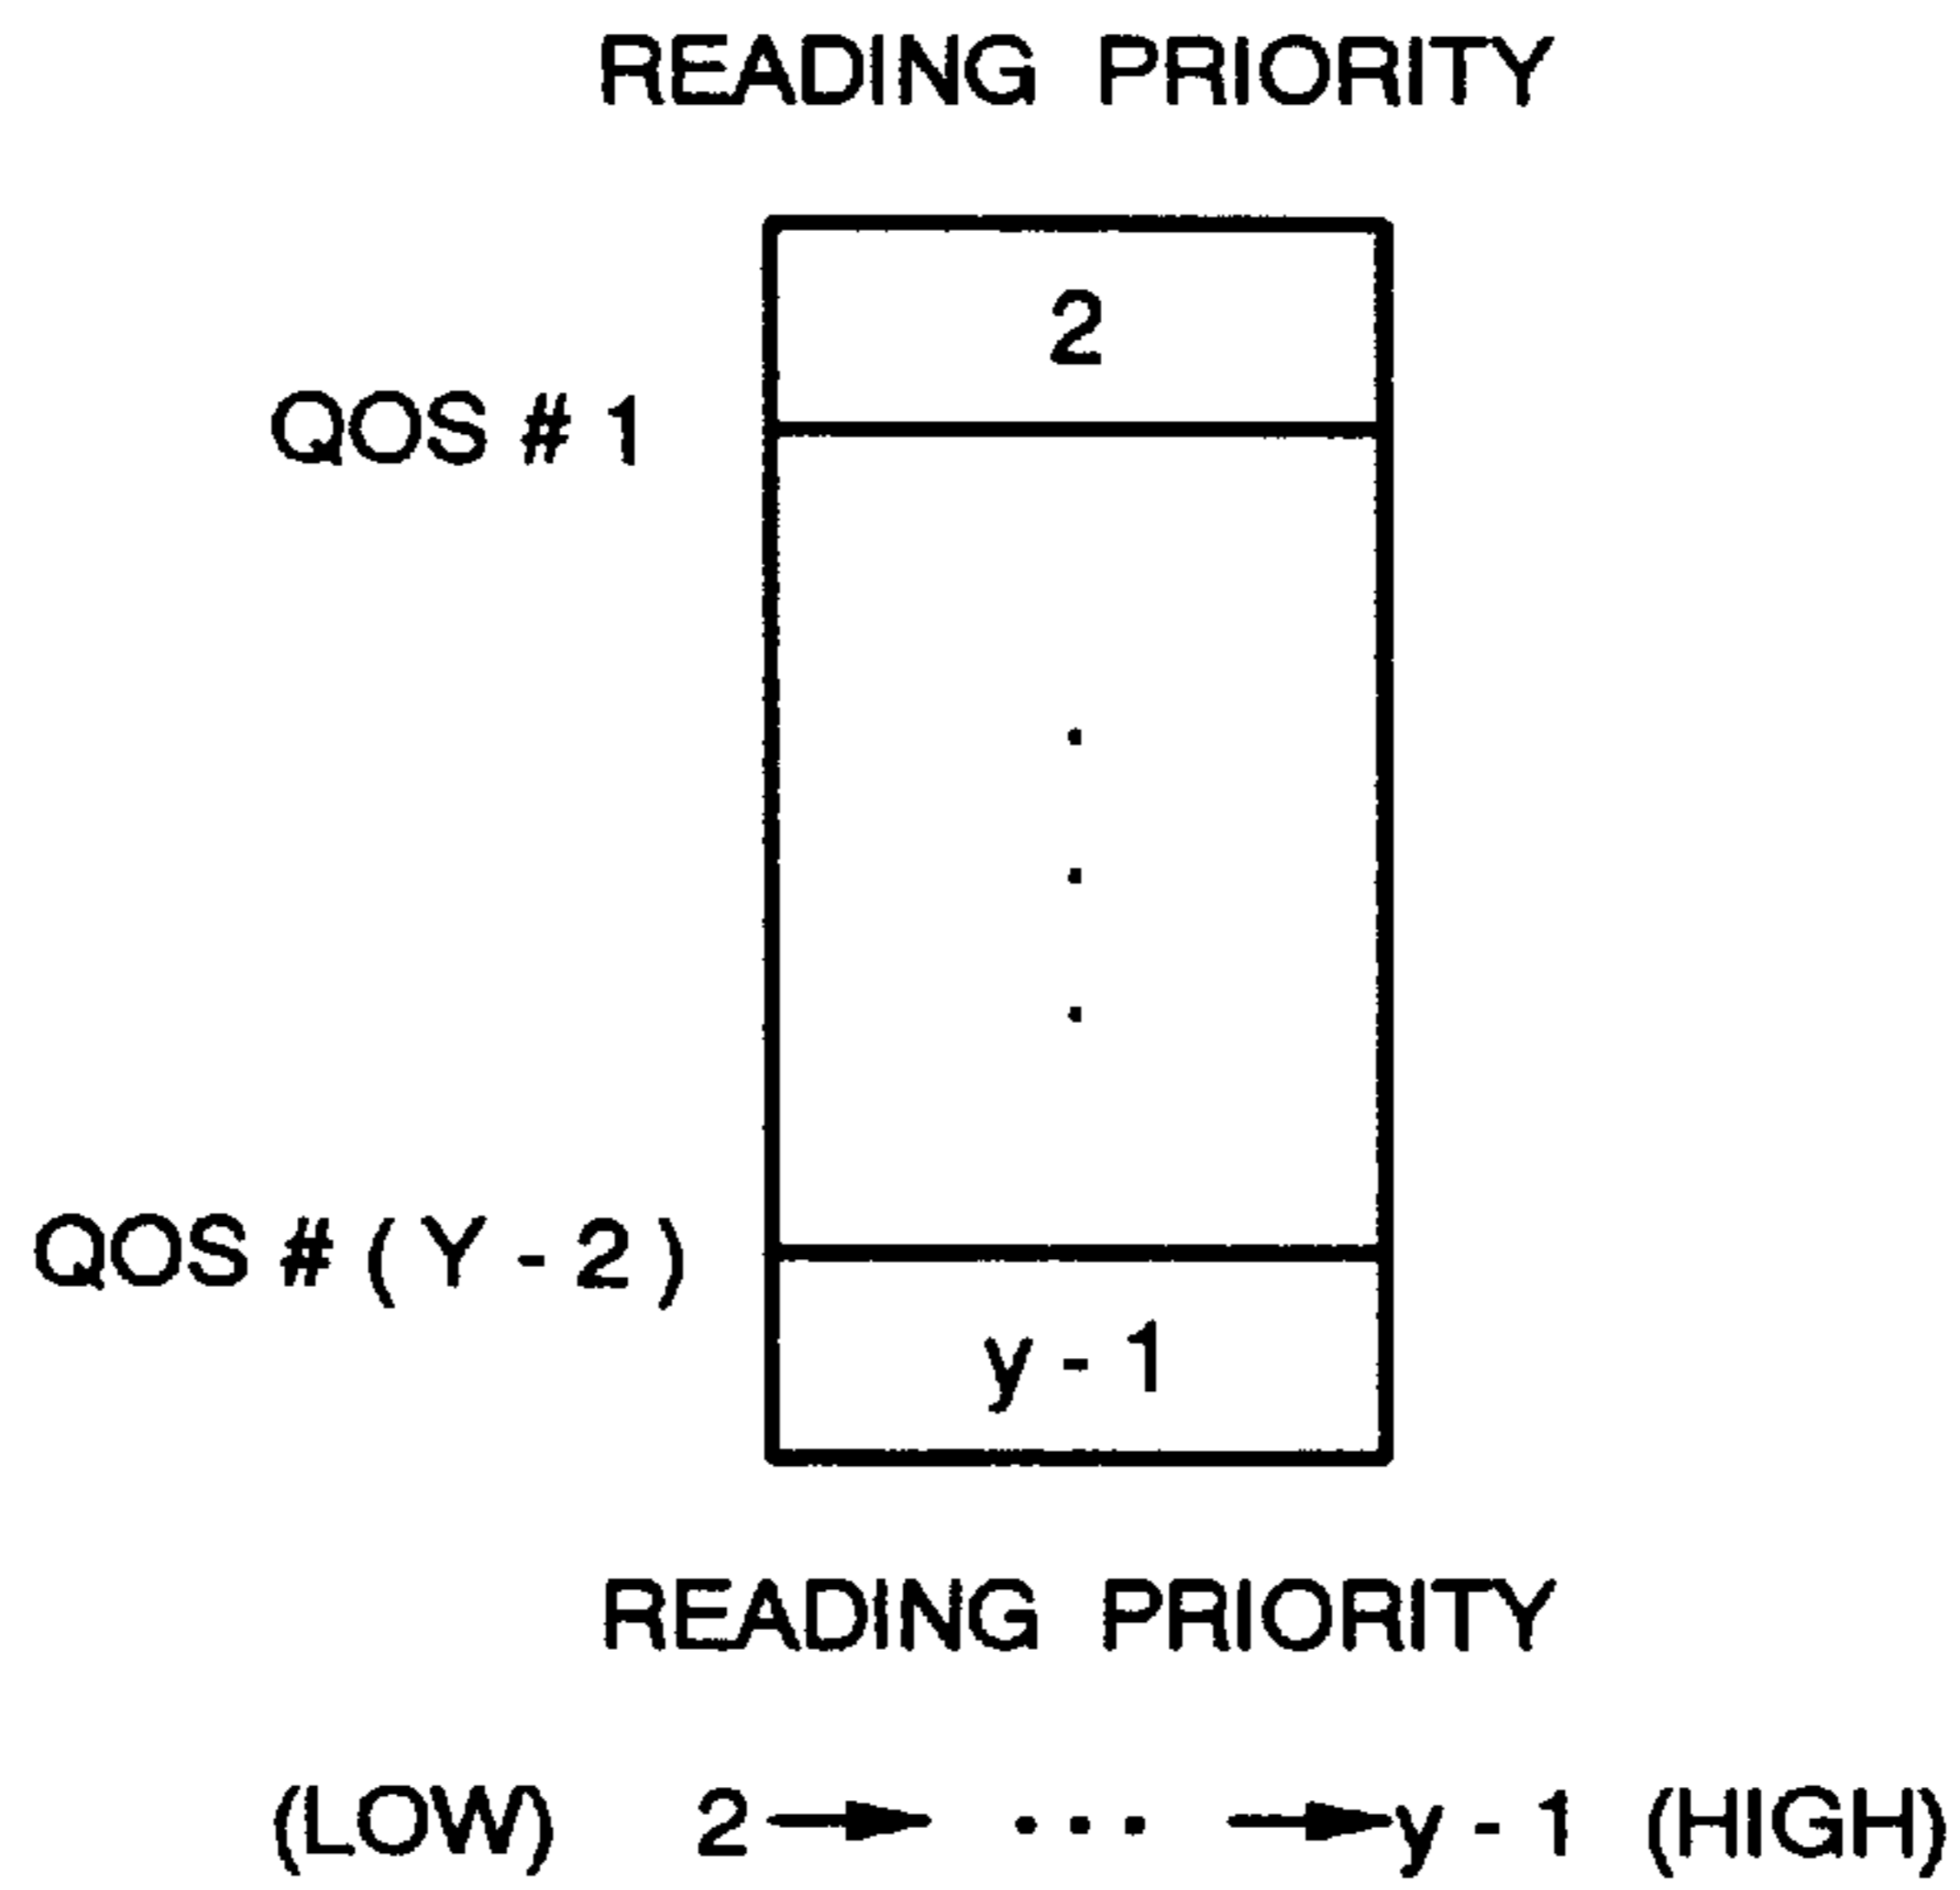 READING PRIORITY
2
QOS # 1
.
.
.
QOS # ( Y - 2 )
y - 1
READING PRIORITY
(LOW) 2 → . . . → y - 1 (HIGH)